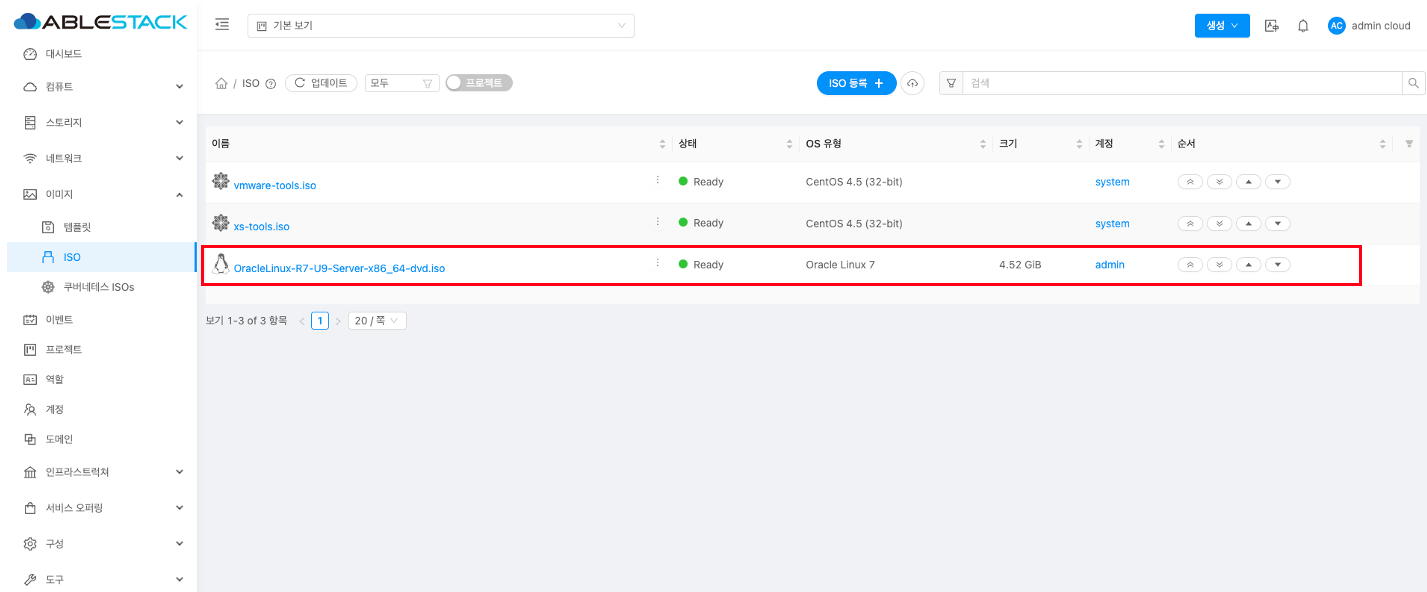 ABLESTACK
기본 보기
생성
AC admin cloud
대시보드
컴퓨트
스토리지
네트워크
이미지
템플릿
ISO
쿠버네테스 ISOs
이벤트
프로젝트
역할
계정
도메인
인프라스트럭쳐
서비스 오퍼링
구성
도구
/ ISO 업데이트 모두 프로젝트
ISO 등록 + 검색
이름 상태 OS 유형 크기 계정 순서
vmware-tools.iso Ready CentOS 4.5 (32-bit) system
xs-tools.iso Ready CentOS 4.5 (32-bit) system
OracleLinux-R7-U9-Server-x86_64-dvd.iso Ready Oracle Linux 7 4.52 GiB admin
보기 1-3 of 3 항목 < 1 > 20 / 쪽